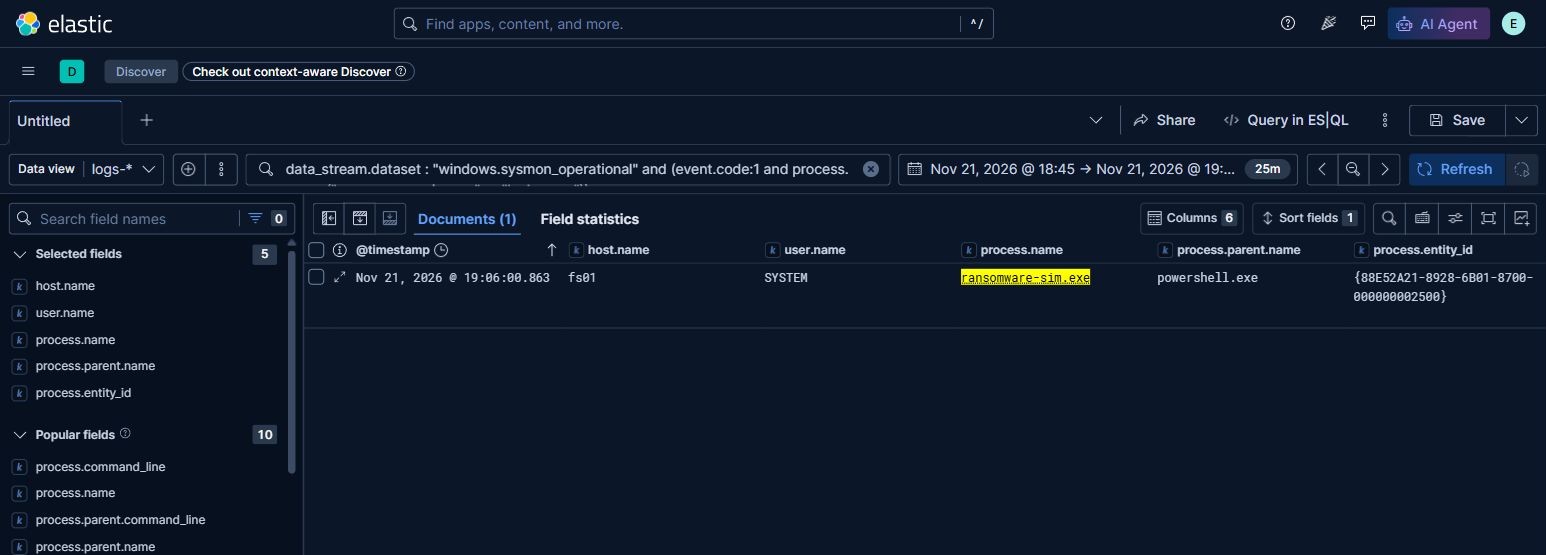 elastic
Find apps, content, and more.
^/
AI Agent
E
D
Discover
Check out context-aware Discover
Untitled
Share
Query in ES|QL
Save
Data view
logs-*
data_stream.dataset : "windows.sysmon_operational" and (event.code:1 and process.
Nov 21, 2026 @ 18:45 → Nov 21, 2026 @ 19:...
25m
Refresh
Search field names
0
Selected fields
5
k host.name
k user.name
k process.name
k process.parent.name
k process.entity_id
Popular fields
10
k process.command_line
k process.name
k process.parent.command_line
k process.parent.name
Documents (1)
Field statistics
Columns 6
Sort fields 1
@timestamp
k host.name
k user.name
k process.name
k process.parent.name
k process.entity_id
Nov 21, 2026 @ 19:06:00.863
fs01
SYSTEM
ransomware-sim.exe
powershell.exe
{88E52A21-8928-6B01-8700-
000000002500}